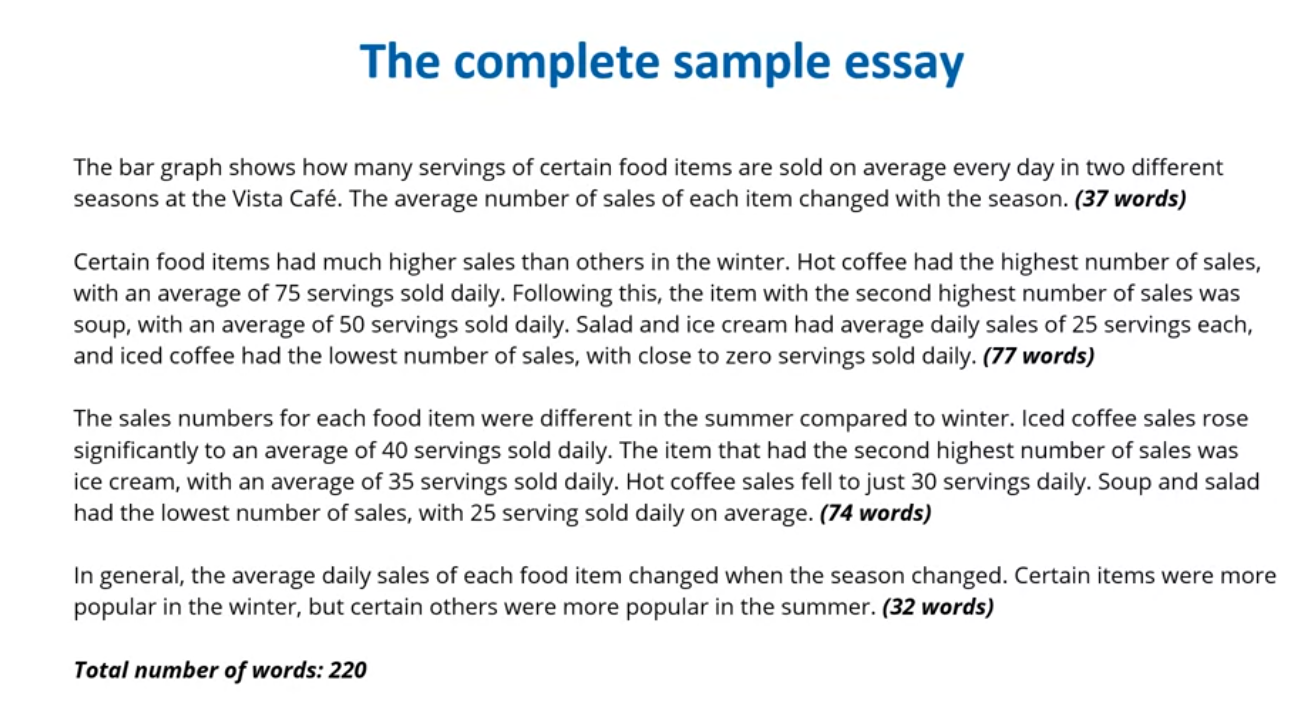 The complete sample essay
The bar graph shows how many servings of certain food items are sold on average every day in two different
seasons at the Vista Café. The average number of sales of each item changed with the season. (37 words)
Certain food items had much higher sales than others in the winter. Hot coffee had the highest number of sales,
with an average of 75 servings sold daily. Following this, the item with the second highest number of sales was
soup, with an average of 50 servings sold daily. Salad and ice cream had average daily sales of 25 servings each,
and iced coffee had the lowest number of sales, with close to zero servings sold daily. (77 words)
The sales numbers for each food item were different in the summer compared to winter. Iced coffee sales rose
significantly to an average of 40 servings sold daily. The item that had the second highest number of sales was
ice cream, with an average of 35 servings sold daily. Hot coffee sales fell to just 30 servings daily. Soup and salad
had the lowest number of sales, with 25 serving sold daily on average. (74 words)
In general, the average daily sales of each food item changed when the season changed. Certain items were more
popular in the winter, but certain others were more popular in the summer. (32 words)
Total number of words: 220